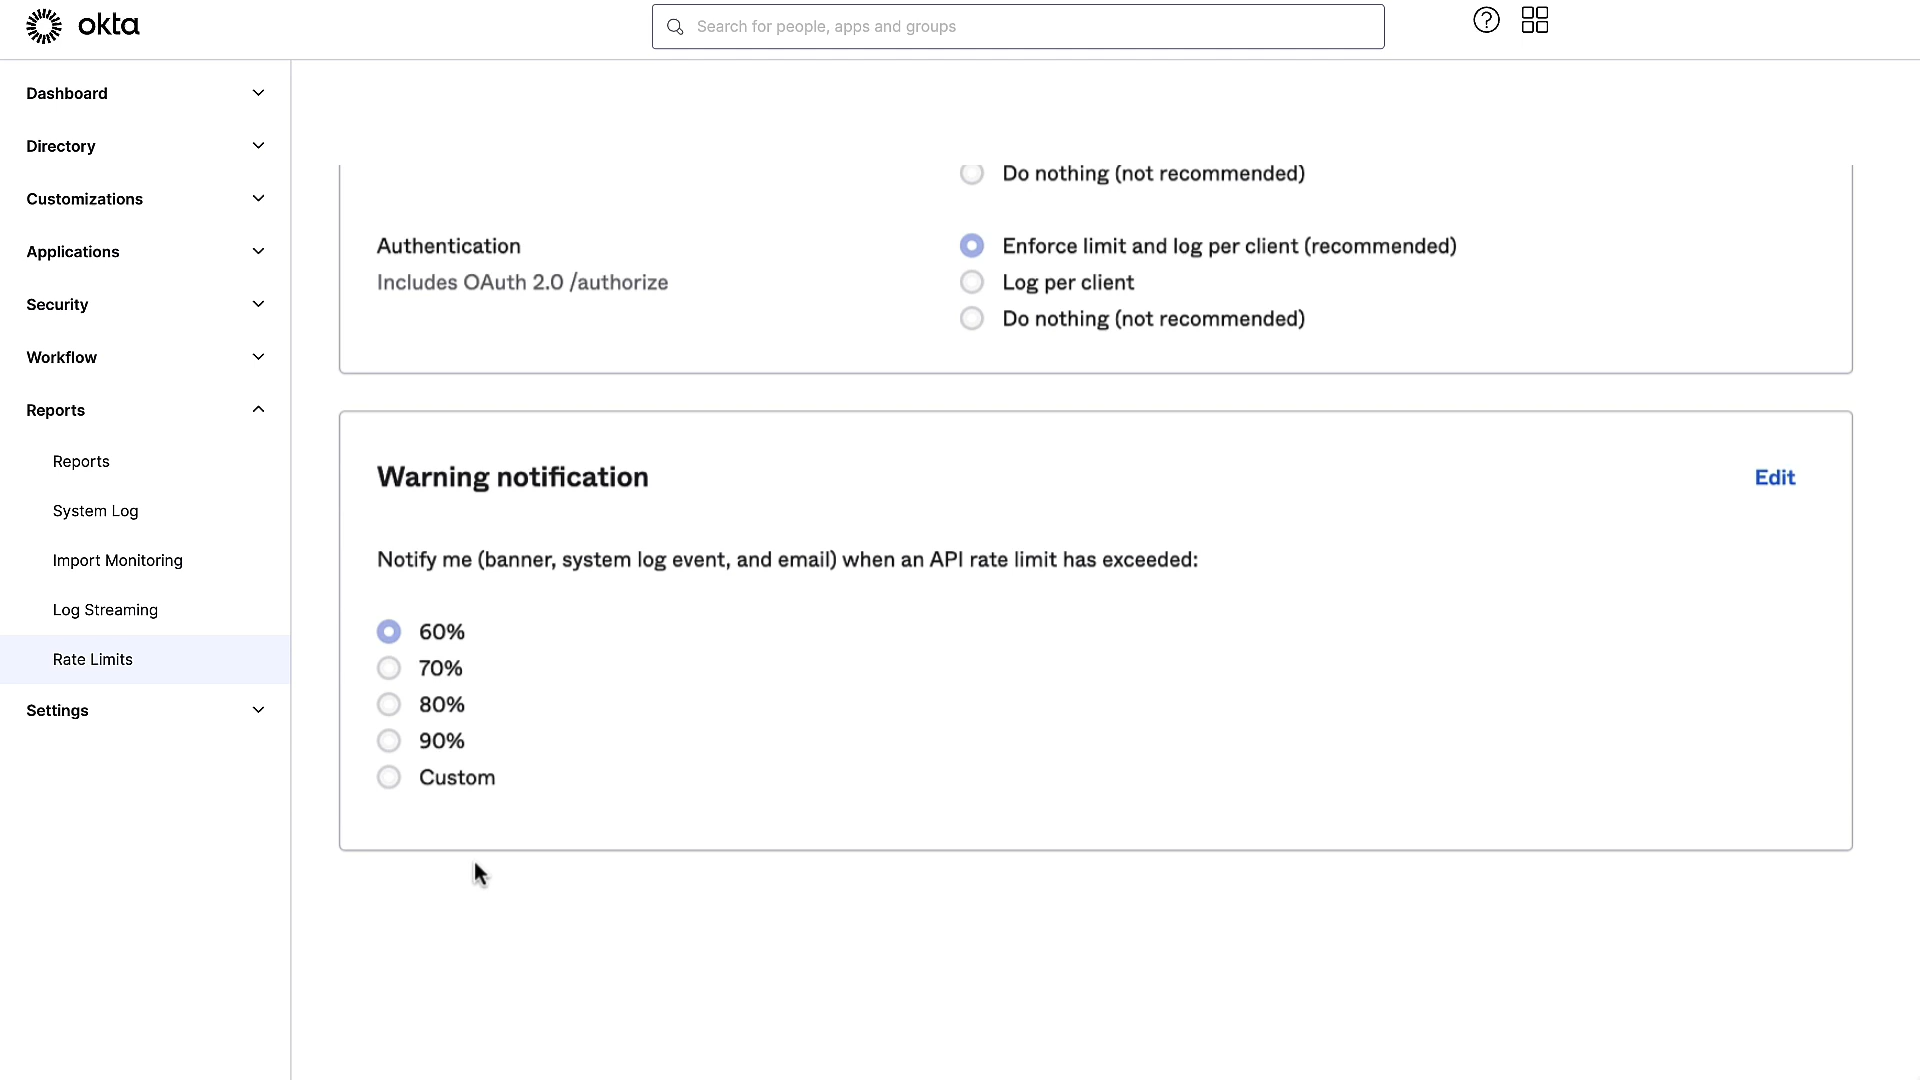 okta
Search for people, apps and groups
Dashboard
Directory
Customizations
Applications
Security
Workflow
Reports
Reports
System Log
Import Monitoring
Log Streaming
Rate Limits
Settings
Do nothing (not recommended)
Authentication
Includes OAuth 2.0 /authorize
Enforce limit and log per client (recommended)
Log per client
Do nothing (not recommended)
Warning notification
Edit
Notify me (banner, system log event, and email) when an API rate limit has exceeded:
60%
70%
80%
90%
Custom